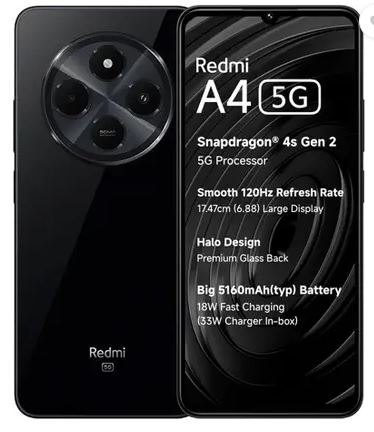 Redmi
A4 5G
Snapdragon® 4s Gen 2
5G Processor
Smooth 120Hz Refresh Rate
17.47cm (6.88) Large Display
Halo Design
Premium Glass Back
Big 5160mAh(typ) Battery
18W Fast Charging
(33W Charger In-box)
50MP
Redmi
5G